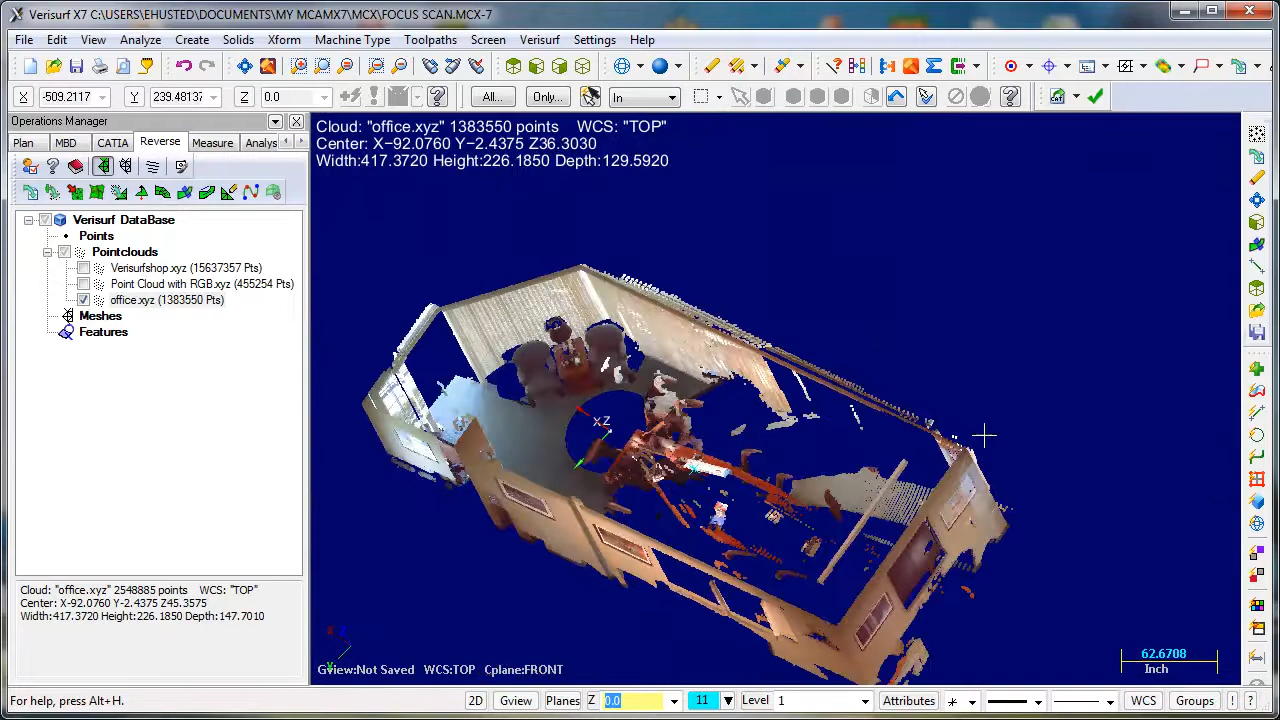 Verisurf X7 C:\USERS\EHUSTED\DOCUMENTS\MY MCAMX7\MCX\FOCUS SCAN.MCX-7
File Edit View Analyze Create Solids Xform Machine Type Toolpaths Screen Verisurf Settings Help
X -509.2117 Y 239.48137 Z 0.0 All... Only... In
Operations Manager
Plan MBD CATIA Reverse Measure Analys
Verisurf DataBase
Points
Pointclouds
Verisurfshop.xyz (15637357 Pts)
Point Cloud with RGB.xyz (455254 Pts)
office.xyz (1383550 Pts)
Meshes
Features
Cloud: "office.xyz" 2548885 points WCS: "TOP"
Center: X-92.0760 Y-2.4375 Z45.3575
Width:417.3720 Height:226.1850 Depth:147.7010
Cloud: "office.xyz" 1383550 points WCS: "TOP"
Center: X-92.0760 Y-2.4375 Z36.3030
Width:417.3720 Height:226.1850 Depth:129.5920
XZ
X Z
Y
Gview:Not Saved WCS:TOP Cplane:FRONT
62.6708
Inch
For help, press Alt+H. 2D Gview Planes Z 0.0 11 Level 1 Attributes WCS Groups ! ?